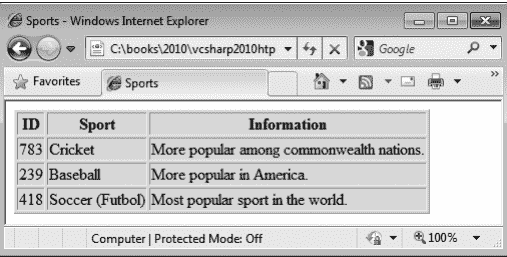 Sports - Windows Internet Explorer
C:\books\2010\vcsharp2010htp
Google
Favorites
Sports
ID Sport Information
783 Cricket More popular among commonwealth nations.
239 Baseball More popular in America.
418 Soccer (Futbol) Most popular sport in the world.
Computer | Protected Mode: Off
100%